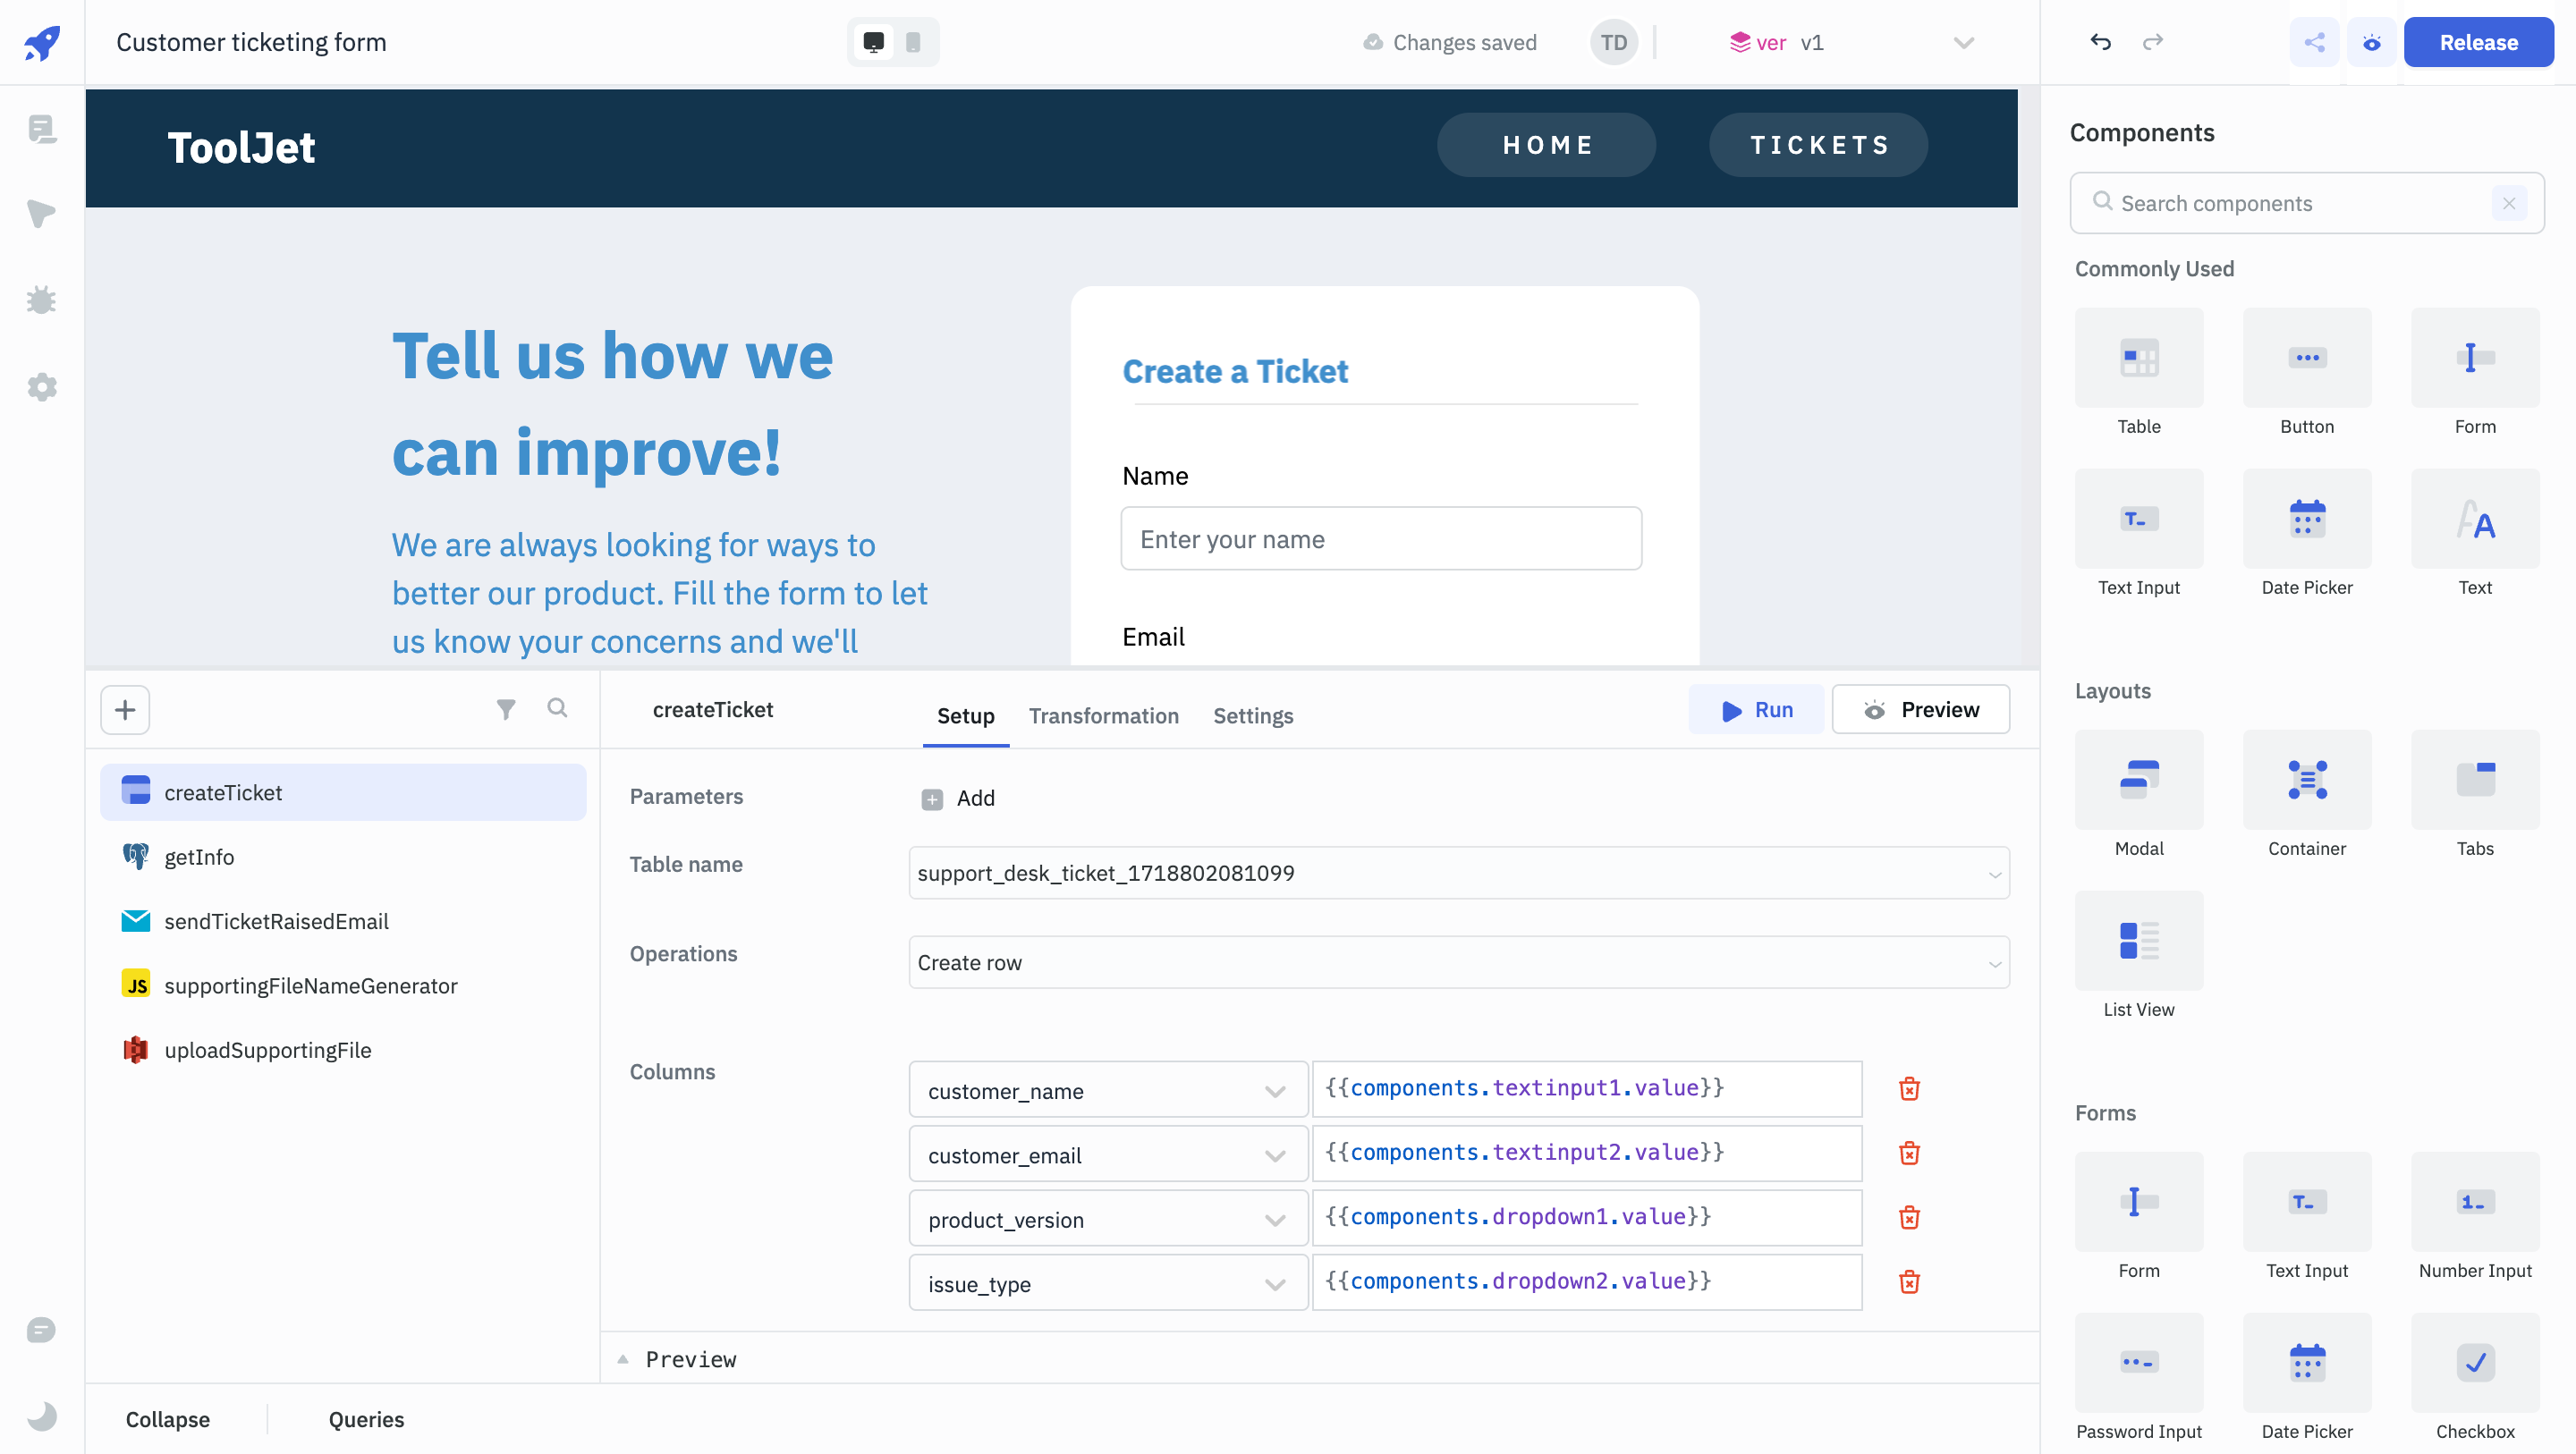 Customer ticketing form
Changes saved
TD
ver v1
Release
ToolJet
HOME
TICKETS
Tell us how we
can improve!
We are always looking for ways to
better our product. Fill the form to let
us know your concerns and we'll
Create a Ticket
Name
Enter your name
Email
Components
Search components
Commonly Used
Table
Button
Form
Text Input
Date Picker
Text
Layouts
Modal
Container
Tabs
List View
Forms
Form
Text Input
Number Input
Password Input
Date Picker
Checkbox
createTicket
getInfo
sendTicketRaisedEmail
JS supportingFileNameGenerator
uploadSupportingFile
createTicket
Setup
Transformation
Settings
Run
Preview
Parameters
Add
Table name
support_desk_ticket_1718802081099
Operations
Create row
Columns
customer_name {{components.textinput1.value}}
customer_email {{components.textinput2.value}}
product_version {{components.dropdown1.value}}
issue_type {{components.dropdown2.value}}
Preview
Collapse
Queries